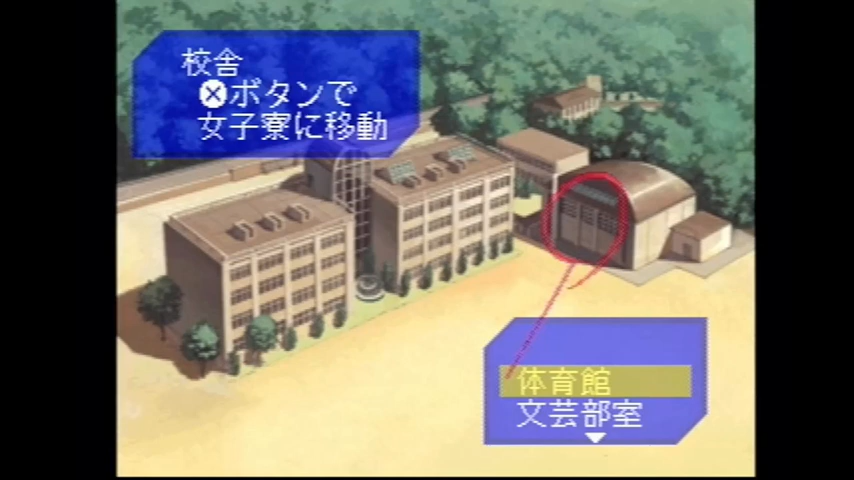 校舎
⊗ボタンで
女子寮に移動
体育館
文芸部室